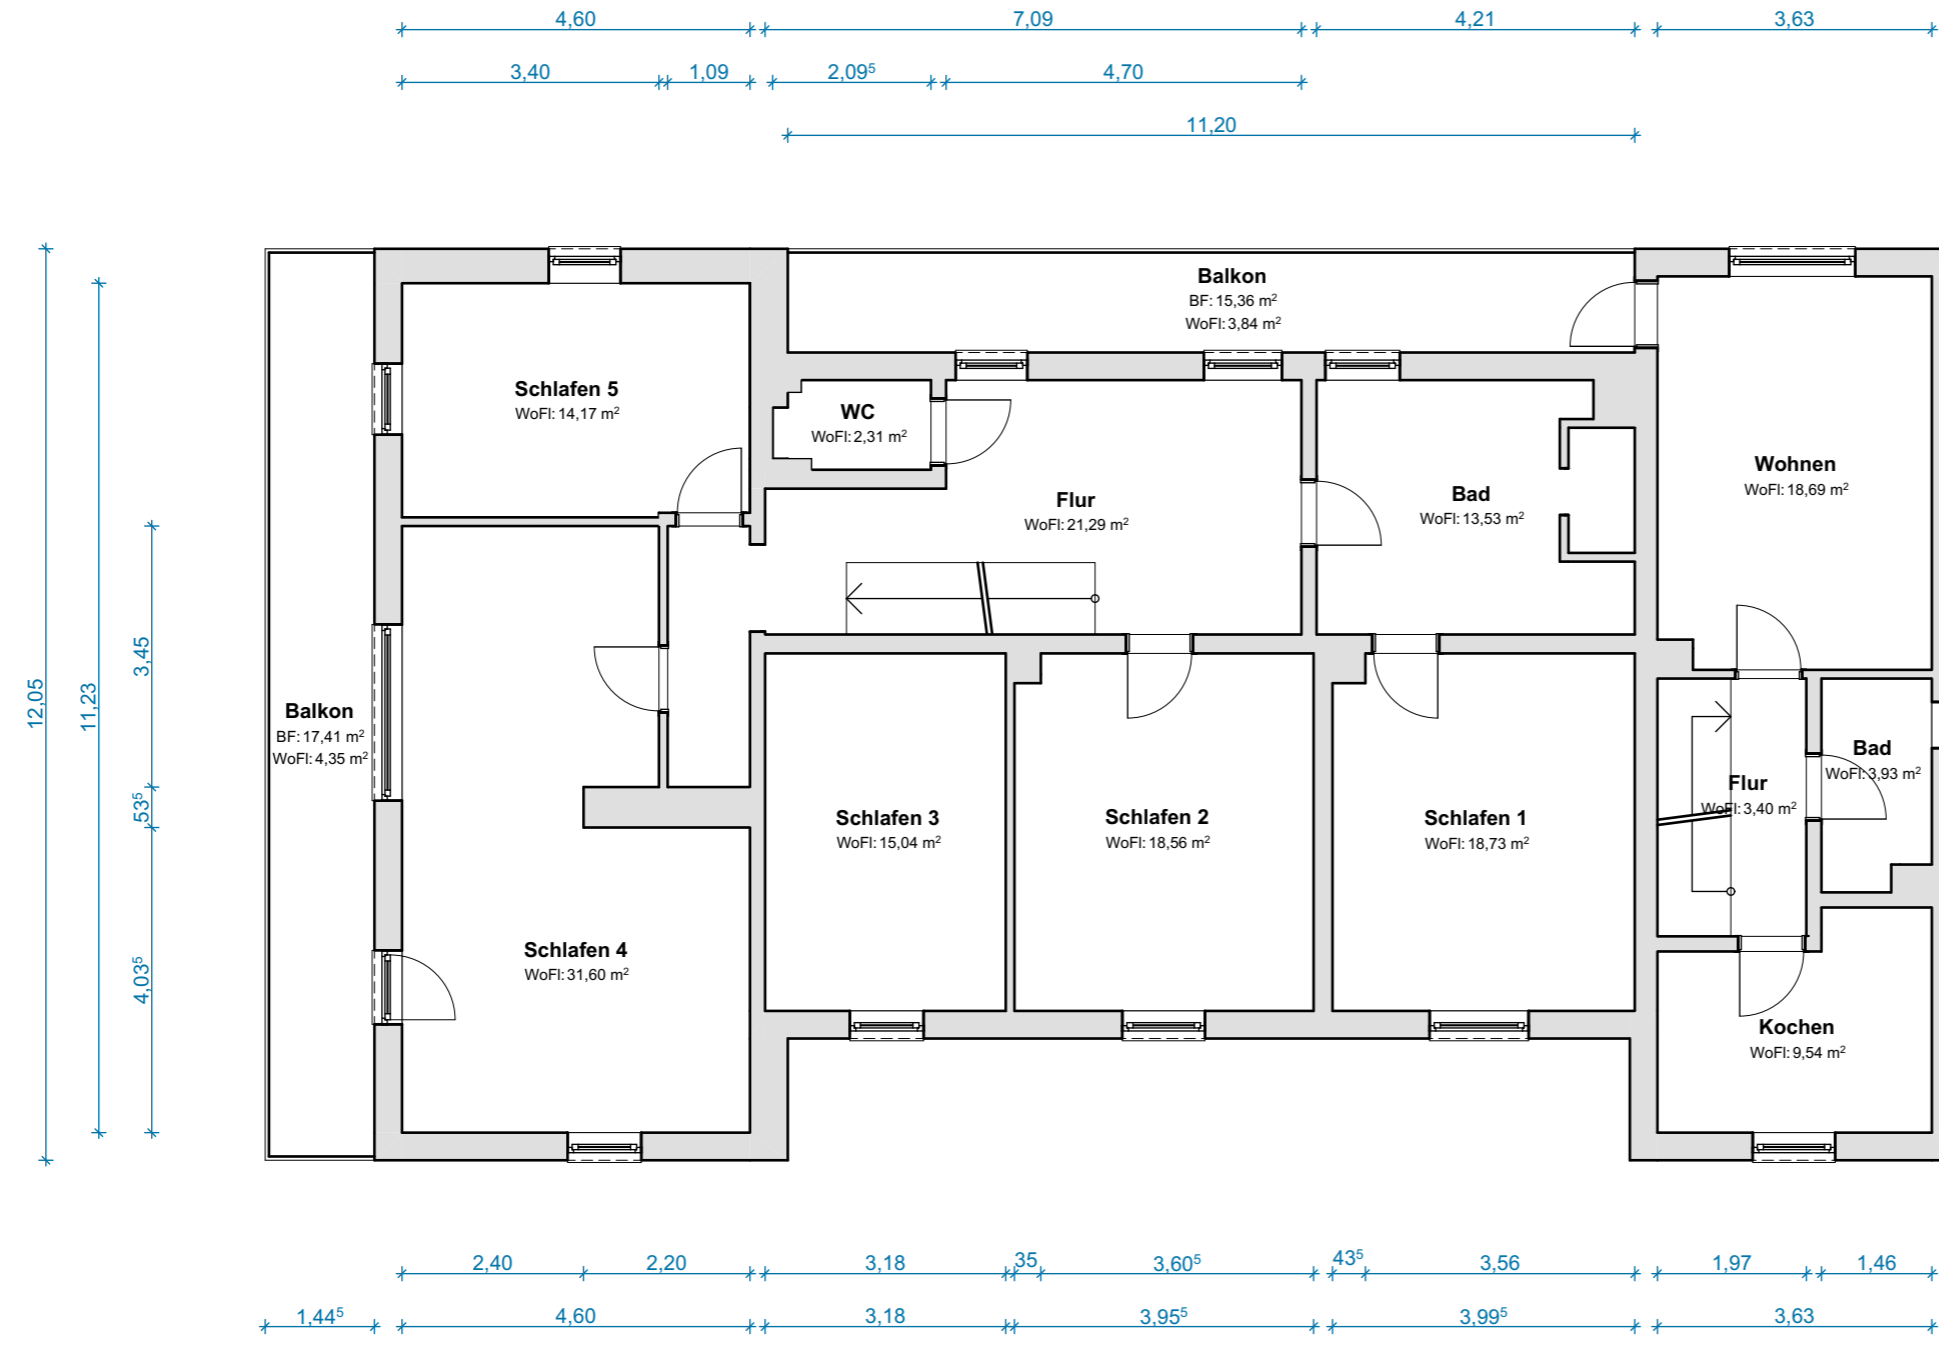 4,60 7,09 4,21 3,63
3,40 1,09 2,09⁵ 4,70
11,20
Balkon
BF: 15,36 m²
WoFl: 3,84 m²
Schlafen 5
WoFl: 14,17 m²
WC
WoFl: 2,31 m²
Flur
WoFl: 21,29 m²
Bad
WoFl: 13,53 m²
Wohnen
WoFl: 18,69 m²
12,05
11,23
3,45
53⁵
4,03⁵
Balkon
BF: 17,41 m²
WoFl: 4,35 m²
Schlafen 4
WoFl: 31,60 m²
Schlafen 3
WoFl: 15,04 m²
Schlafen 2
WoFl: 18,56 m²
Schlafen 1
WoFl: 18,73 m²
Flur
WoFl: 3,40 m²
Bad
WoFl: 3,93 m²
Kochen
WoFl: 9,54 m²
2,40 2,20 3,18 35 3,60⁵ 43⁵ 3,56 1,97 1,46
1,44⁵ 4,60 3,18 3,95⁵ 3,99⁵ 3,63